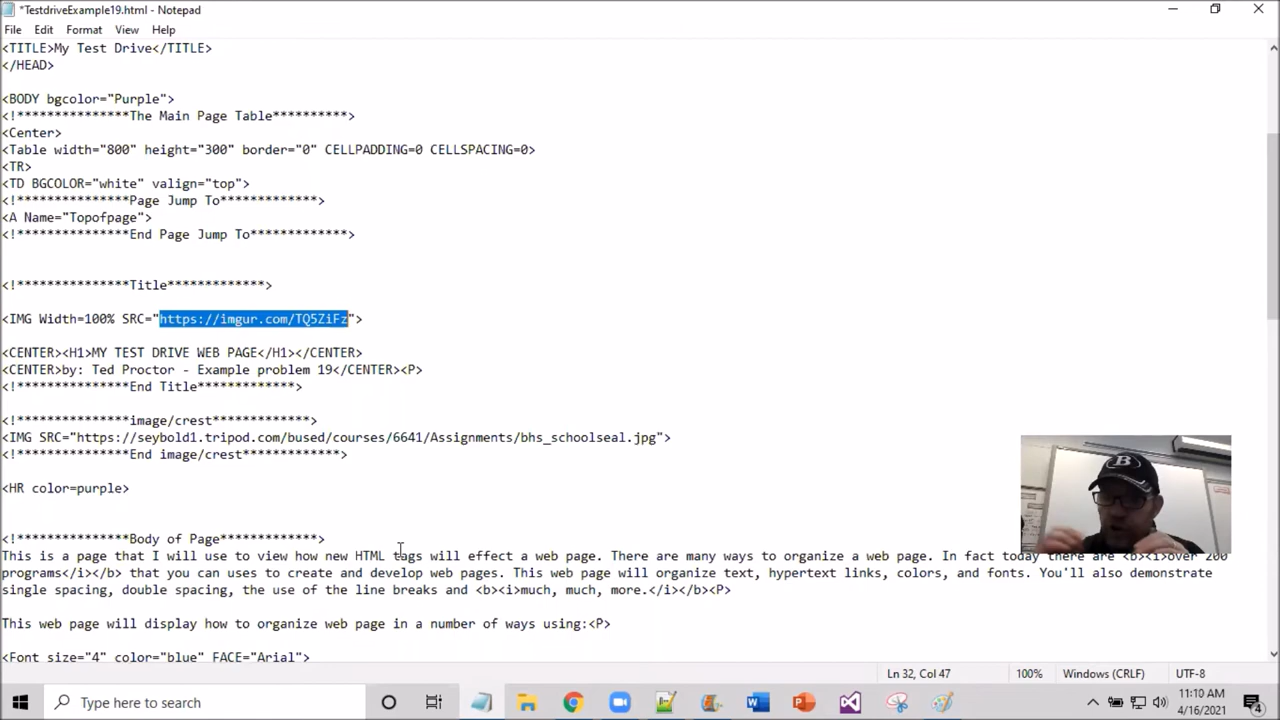 *TestdriveExample19.html - Notepad
File Edit Format View Help
<TITLE>My Test Drive</TITLE>
</HEAD>
<BODY bgcolor="Purple">
<!***************The Main Page Table**********>
<Center>
<Table width="800" height="300" border="0" CELLPADDING=0 CELLSPACING=0>
<TR>
<TD BGCOLOR="white" valign="top">
<!***************Page Jump To*************>
<A Name="Topofpage">
<!***************End Page Jump To*************>
<!***************Title*************>
<IMG Width=100% SRC="https://imgur.com/TQ5ZiFz">
<CENTER><H1>MY TEST DRIVE WEB PAGE</H1></CENTER>
<CENTER>by: Ted Proctor - Example problem 19</CENTER><P>
<!***************End Title*************>
<!***************image/crest*************>
<IMG SRC="https://seybold1.tripod.com/bused/courses/6641/Assignments/bhs_schoolseal.jpg">
<!***************End image/crest*************>
<HR color=purple>
<!***************Body of Page*************>
This is a page that I will use to view how new HTML tags will effect a web page. There are many ways to organize a web page. In fact today there are <b><i>over 200
programs</i></b> that you can uses to create and develop web pages. This web page will organize text, hypertext links, colors, and fonts. You'll also demonstrate
single spacing, double spacing, the use of the line breaks and <b><i>much, much, more.</i></b><P>
This web page will display how to organize web page in a number of ways using:<P>
<Font size="4" color="blue" FACE="Arial">
Ln 32, Col 47 100% Windows (CRLF) UTF-8
Type here to search
11:10 AM
4/16/2021
4
B